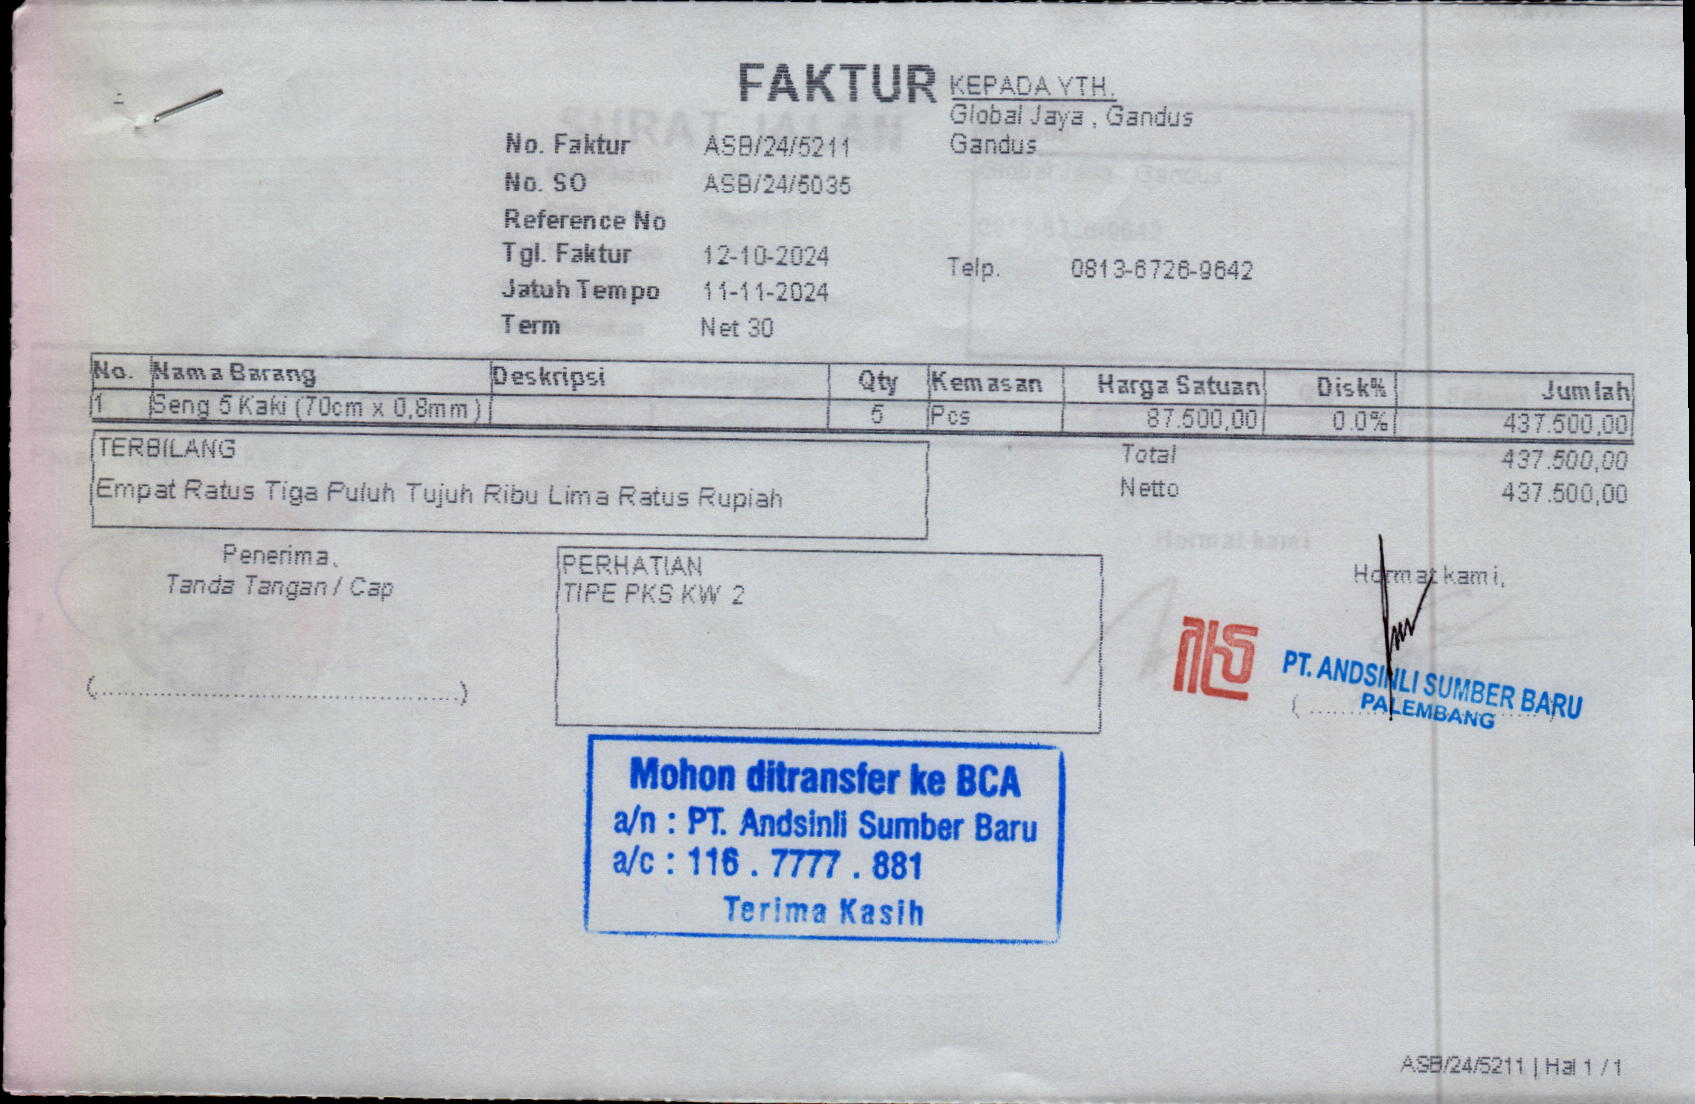 FAKTUR
No. Faktur ASB/24/5211
No. SO ASB/24/5035
Reference No
Tgl. Faktur 12-10-2024
Jatuh Tempo 11-11-2024
Term Net 30
KEPADA YTH.
Global Jaya , Gandus
Gandus
Telp. 0813-6726-9642
No. Nama Barang Deskripsi Qty Kemasan Harga Satuan Disk% Jumlah
1 Seng 5 Kaki (70cm x 0,8mm) 5 Pcs 87.500,00 0.0% 437.500,00
TERBILANG
Empat Ratus Tiga Puluh Tujuh Ribu Lima Ratus Rupiah
Total 437.500,00
Netto 437.500,00
Penerima,
Tanda Tangan / Cap
(..........................................................)
PERHATIAN
TIPE PKS KW 2
Hormat kami,
PT. ANDSINLI SUMBER BARU
PALEMBANG
Mohon ditransfer ke BCA
a/n : PT. Andsinli Sumber Baru
a/c : 116 . 7777 . 881
Terima Kasih
ASB/24/5211 | Hal 1 / 1